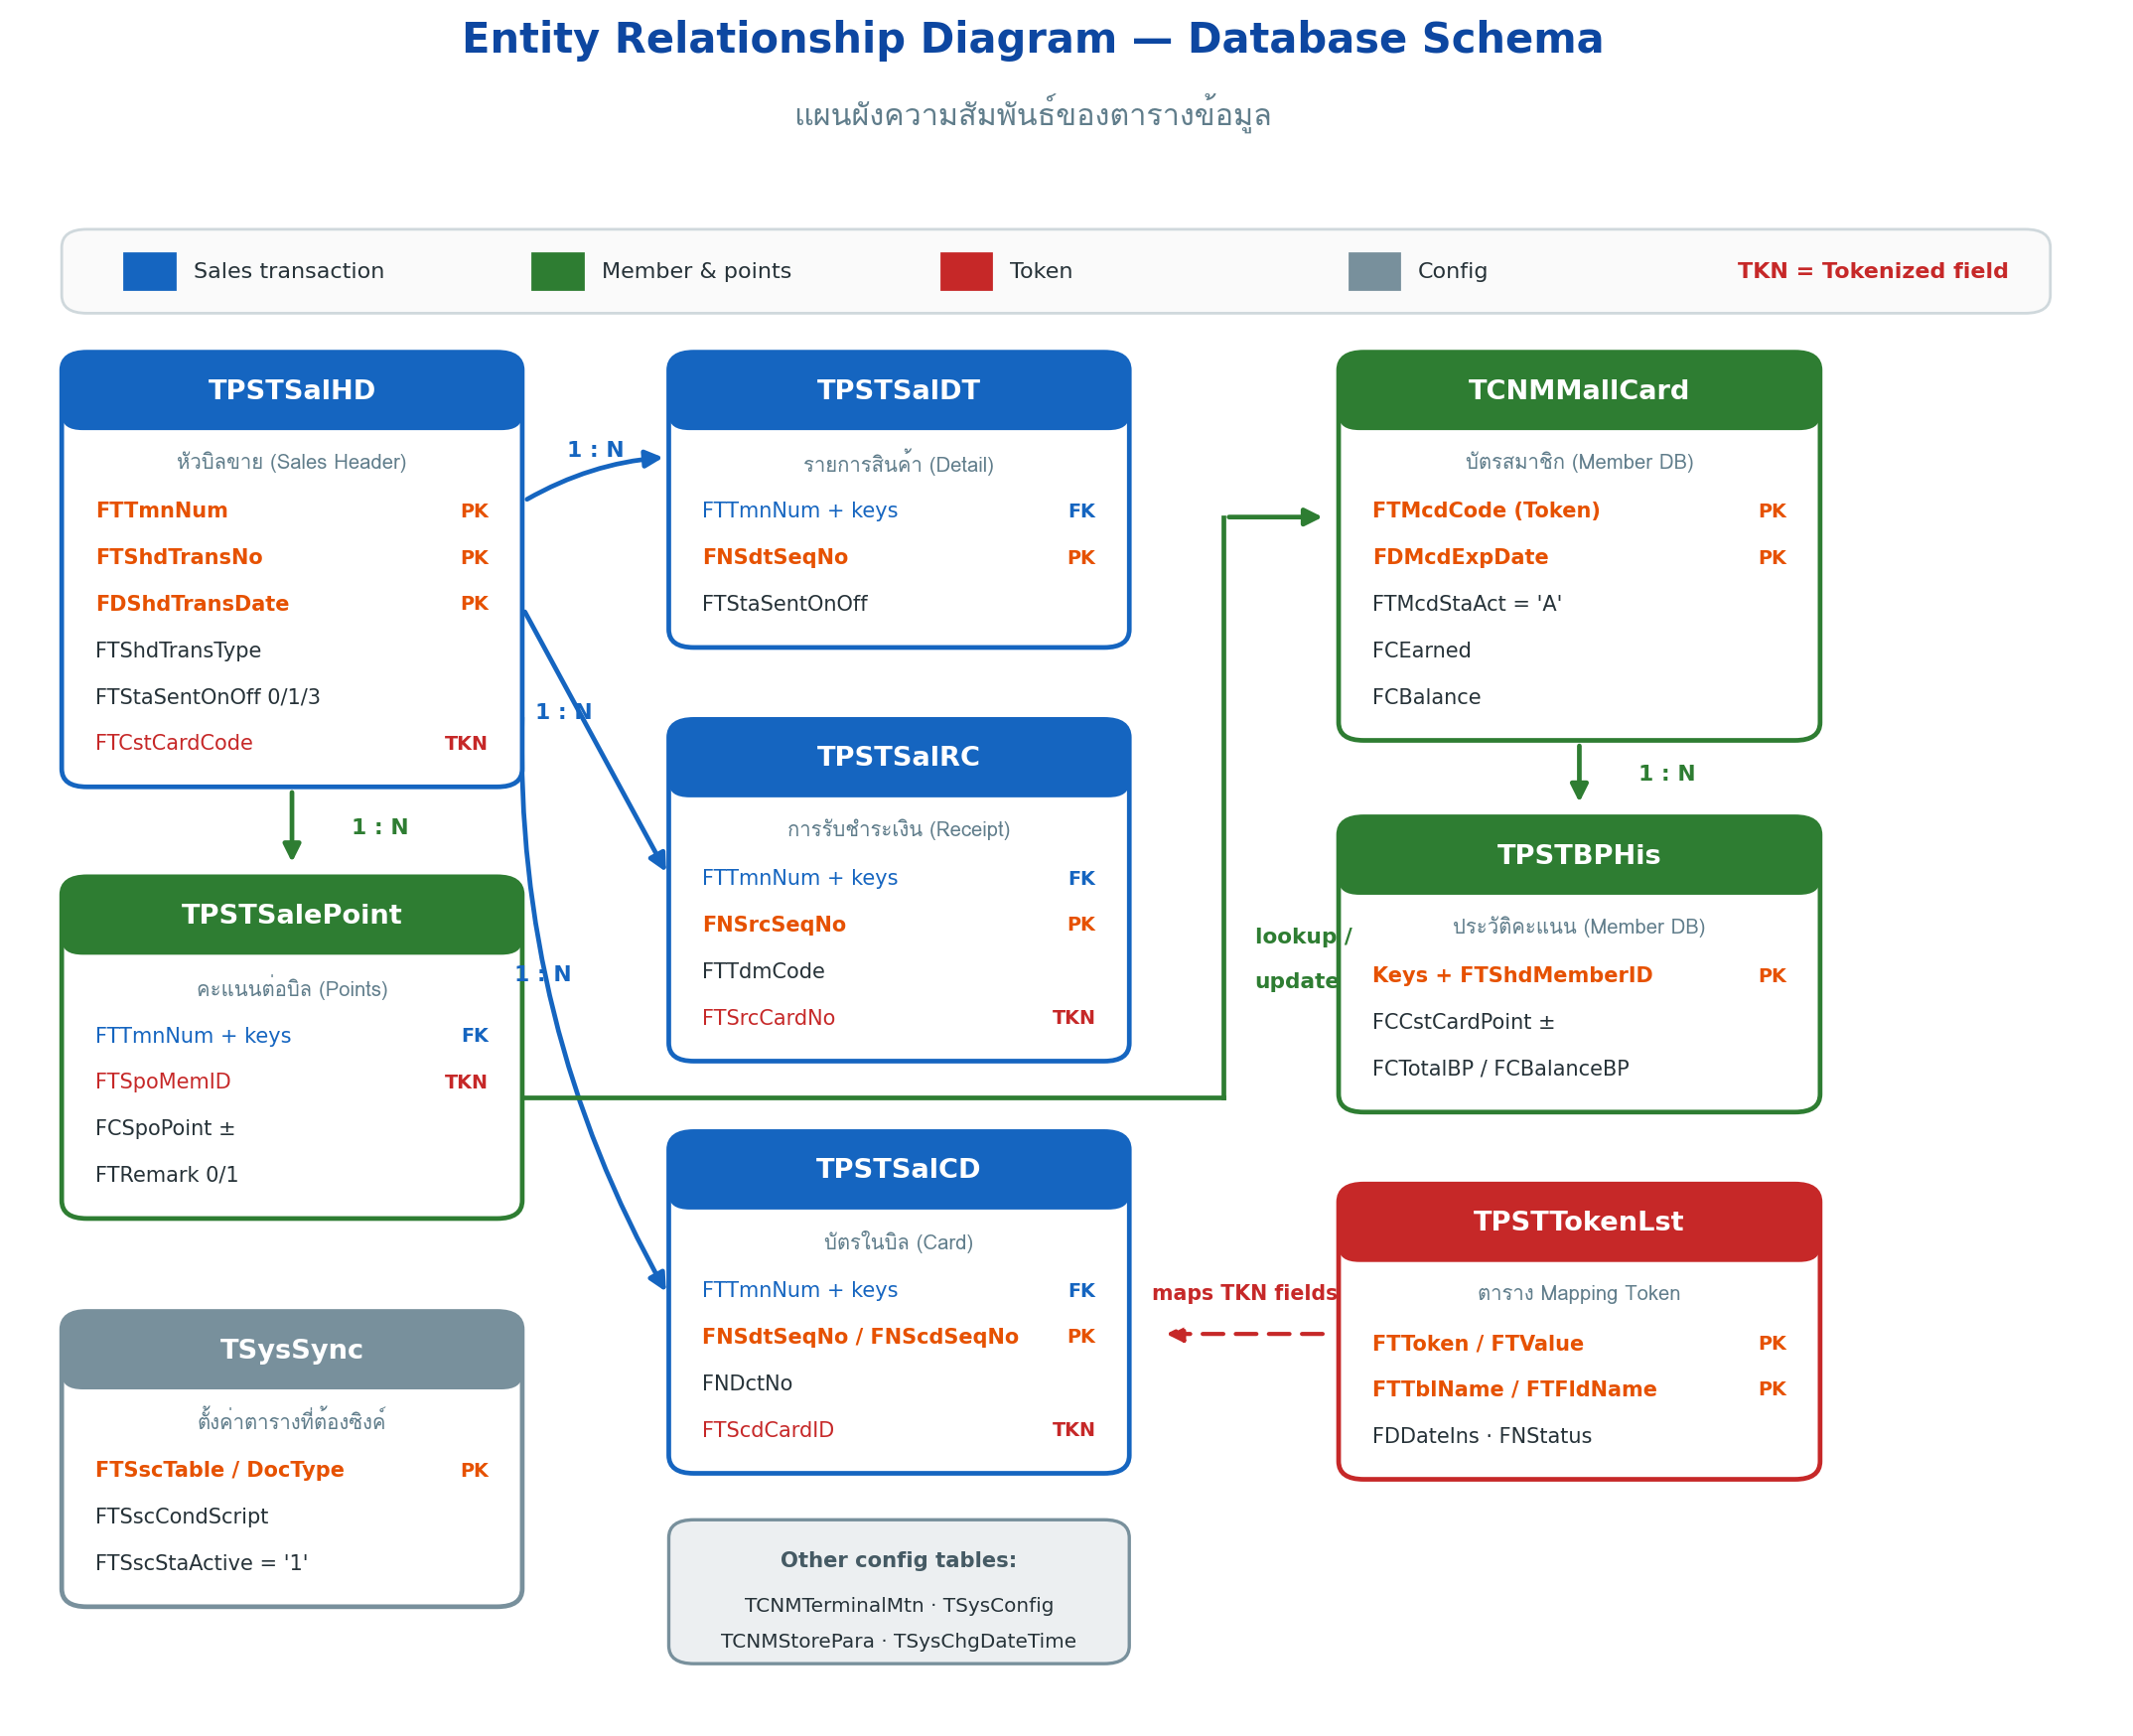 Entity Relationship Diagram — Database Schema
แผนผังความสัมพันธ์ของตารางข้อมูล
Sales transaction
Member & points
Token
Config
TKN = Tokenized field
TPSTSalHD
หัวบิลขาย (Sales Header)
FTTmnNum PK
FTShdTransNo PK
FDShdTransDate PK
FTShdTransType
FTStaSentOnOff 0/1/3
FTCstCardCode TKN
1 : N
1 : N
1 : N
1 : N
TPSTSalDT
รายการสินค้า (Detail)
FTTmnNum + keys FK
FNSdtSeqNo PK
FTStaSentOnOff
TCNMMallCard
บัตรสมาชิก (Member DB)
FTMcdCode (Token) PK
FDMcdExpDate PK
FTMcdStaAct = 'A'
FCEarned
FCBalance
1 : N
TPSTSalRC
การรับชำระเงิน (Receipt)
FTTmnNum + keys FK
FNSrcSeqNo PK
FTTdmCode
FTSrcCardNo TKN
TPSTSalePoint
คะแนนต่อบิล (Points)
FTTmnNum + keys FK
FTSpoMemID TKN
FCSpoPoint ±
FTRemark 0/1
lookup /
update
TPSTBPHis
ประวัติคะแนน (Member DB)
Keys + FTShdMemberID PK
FCCstCardPoint ±
FCTotalBP / FCBalanceBP
TPSTSalCD
บัตรในบิล (Card)
FTTmnNum + keys FK
FNSdtSeqNo / FNScdSeqNo PK
FNDctNo
FTScdCardID TKN
maps TKN fields
TPSTTokenLst
ตาราง Mapping Token
FTToken / FTValue PK
FTTblName / FTFldName PK
FDDateIns · FNStatus
TSysSync
ตั้งค่าตารางที่ต้องซิงค์
FTSscTable / DocType PK
FTSscCondScript
FTSscStaActive = '1'
Other config tables:
TCNMTerminalMtn · TSysConfig
TCNMStorePara · TSysChgDateTime